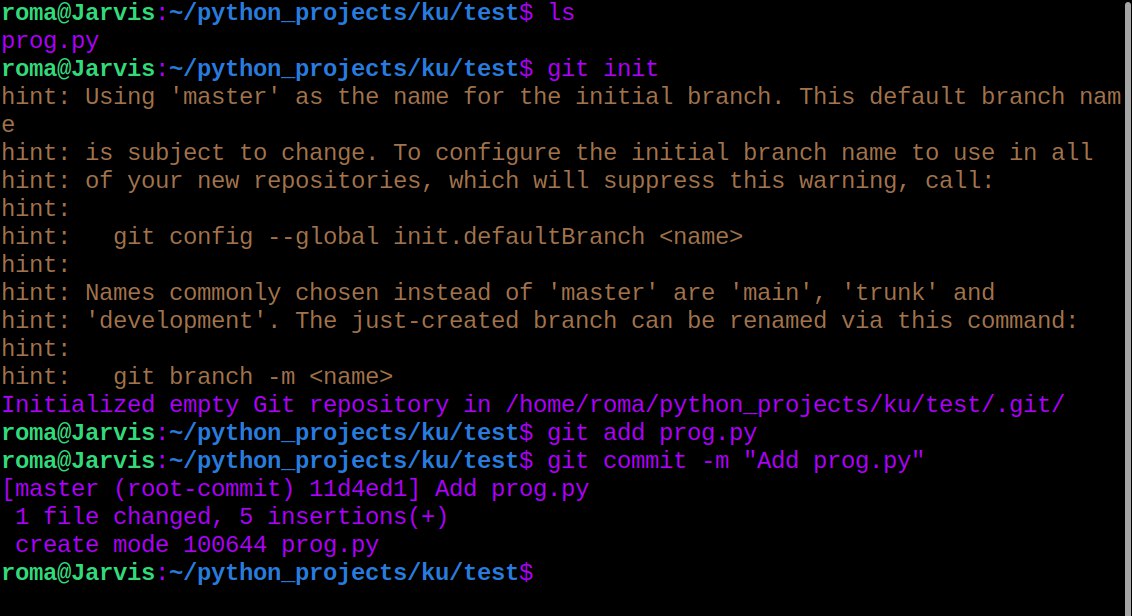 roma@Jarvis:~/python_projects/ku/test$ ls
prog.py
roma@Jarvis:~/python_projects/ku/test$ git init
hint: Using 'master' as the name for the initial branch. This default branch nam
e
hint: is subject to change. To configure the initial branch name to use in all
hint: of your new repositories, which will suppress this warning, call:
hint:
hint:   git config --global init.defaultBranch <name>
hint:
hint: Names commonly chosen instead of 'master' are 'main', 'trunk' and
hint: 'development'. The just-created branch can be renamed via this command:
hint:
hint:   git branch -m <name>
Initialized empty Git repository in /home/roma/python_projects/ku/test/.git/
roma@Jarvis:~/python_projects/ku/test$ git add prog.py
roma@Jarvis:~/python_projects/ku/test$ git commit -m "Add prog.py"
[master (root-commit) 11d4ed1] Add prog.py
 1 file changed, 5 insertions(+)
 create mode 100644 prog.py
roma@Jarvis:~/python_projects/ku/test$